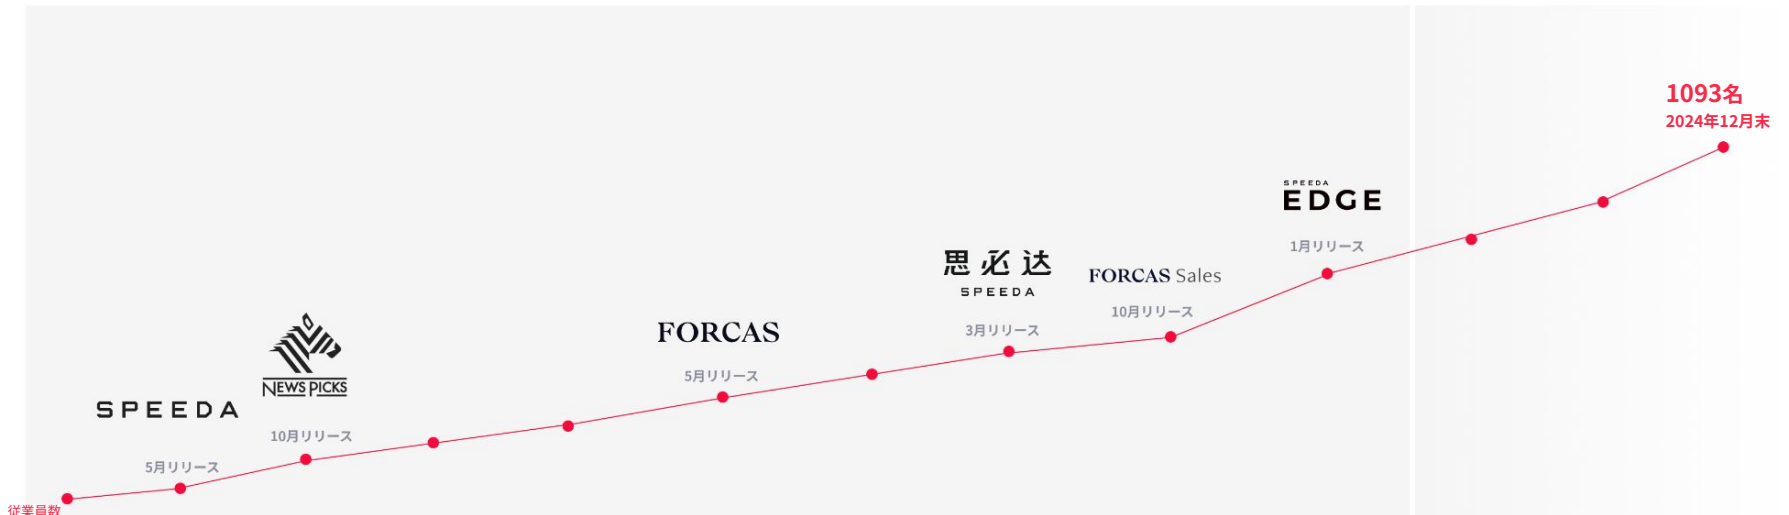 SPEEDA
5月リリース
NEWSPICKS
10月リリース
FORCAS
5月リリース
思必达
SPEEDA
3月リリース
FORCAS Sales
10月リリース
SPEEDA
EDGE
1月リリース
1093名
2024年12月末
従業員数